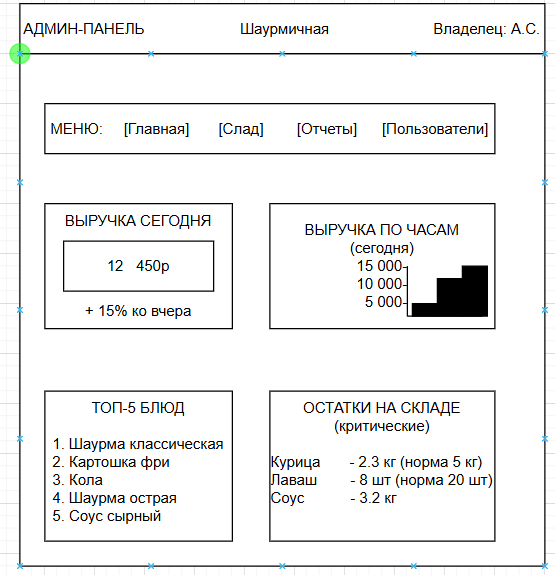 АДМИН-ПАНЕЛЬ Шаурмичная Владелец: А.С.
МЕНЮ: [Главная] [Слад] [Отчеты] [Пользователи]
ВЫРУЧКА СЕГОДНЯ
12 450р
+ 15% ко вчера
ВЫРУЧКА ПО ЧАСАМ
(сегодня)
15 000
10 000
5 000
ТОП-5 БЛЮД
1. Шаурма классическая
2. Картошка фри
3. Кола
4. Шаурма острая
5. Соус сырный
ОСТАТКИ НА СКЛАДЕ
(критические)
Курица - 2.3 кг (норма 5 кг)
Лаваш - 8 шт (норма 20 шт)
Соус - 3.2 кг